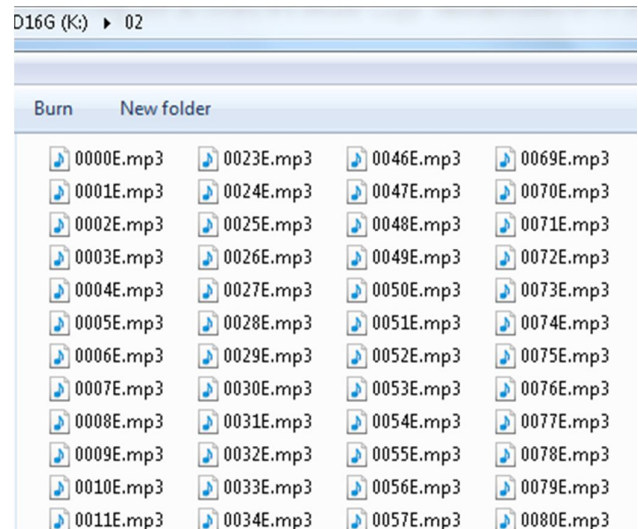 D16G (K:) ▸ 02
Burn New folder
0000E.mp3 0023E.mp3 0046E.mp3 0069E.mp3
0001E.mp3 0024E.mp3 0047E.mp3 0070E.mp3
0002E.mp3 0025E.mp3 0048E.mp3 0071E.mp3
0003E.mp3 0026E.mp3 0049E.mp3 0072E.mp3
0004E.mp3 0027E.mp3 0050E.mp3 0073E.mp3
0005E.mp3 0028E.mp3 0051E.mp3 0074E.mp3
0006E.mp3 0029E.mp3 0052E.mp3 0075E.mp3
0007E.mp3 0030E.mp3 0053E.mp3 0076E.mp3
0008E.mp3 0031E.mp3 0054E.mp3 0077E.mp3
0009E.mp3 0032E.mp3 0055E.mp3 0078E.mp3
0010E.mp3 0033E.mp3 0056E.mp3 0079E.mp3
0011E.mp3 0034E.mp3 0057E.mp3 0080E.mp3